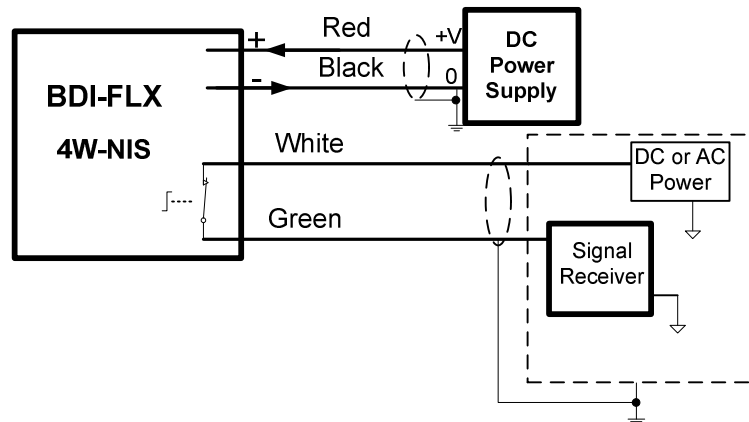 Red
+
+V
DC
Power
Supply
Black
-
0
BDI-FLX
4W-NIS
White
DC or AC
Power
Green
Signal
Receiver